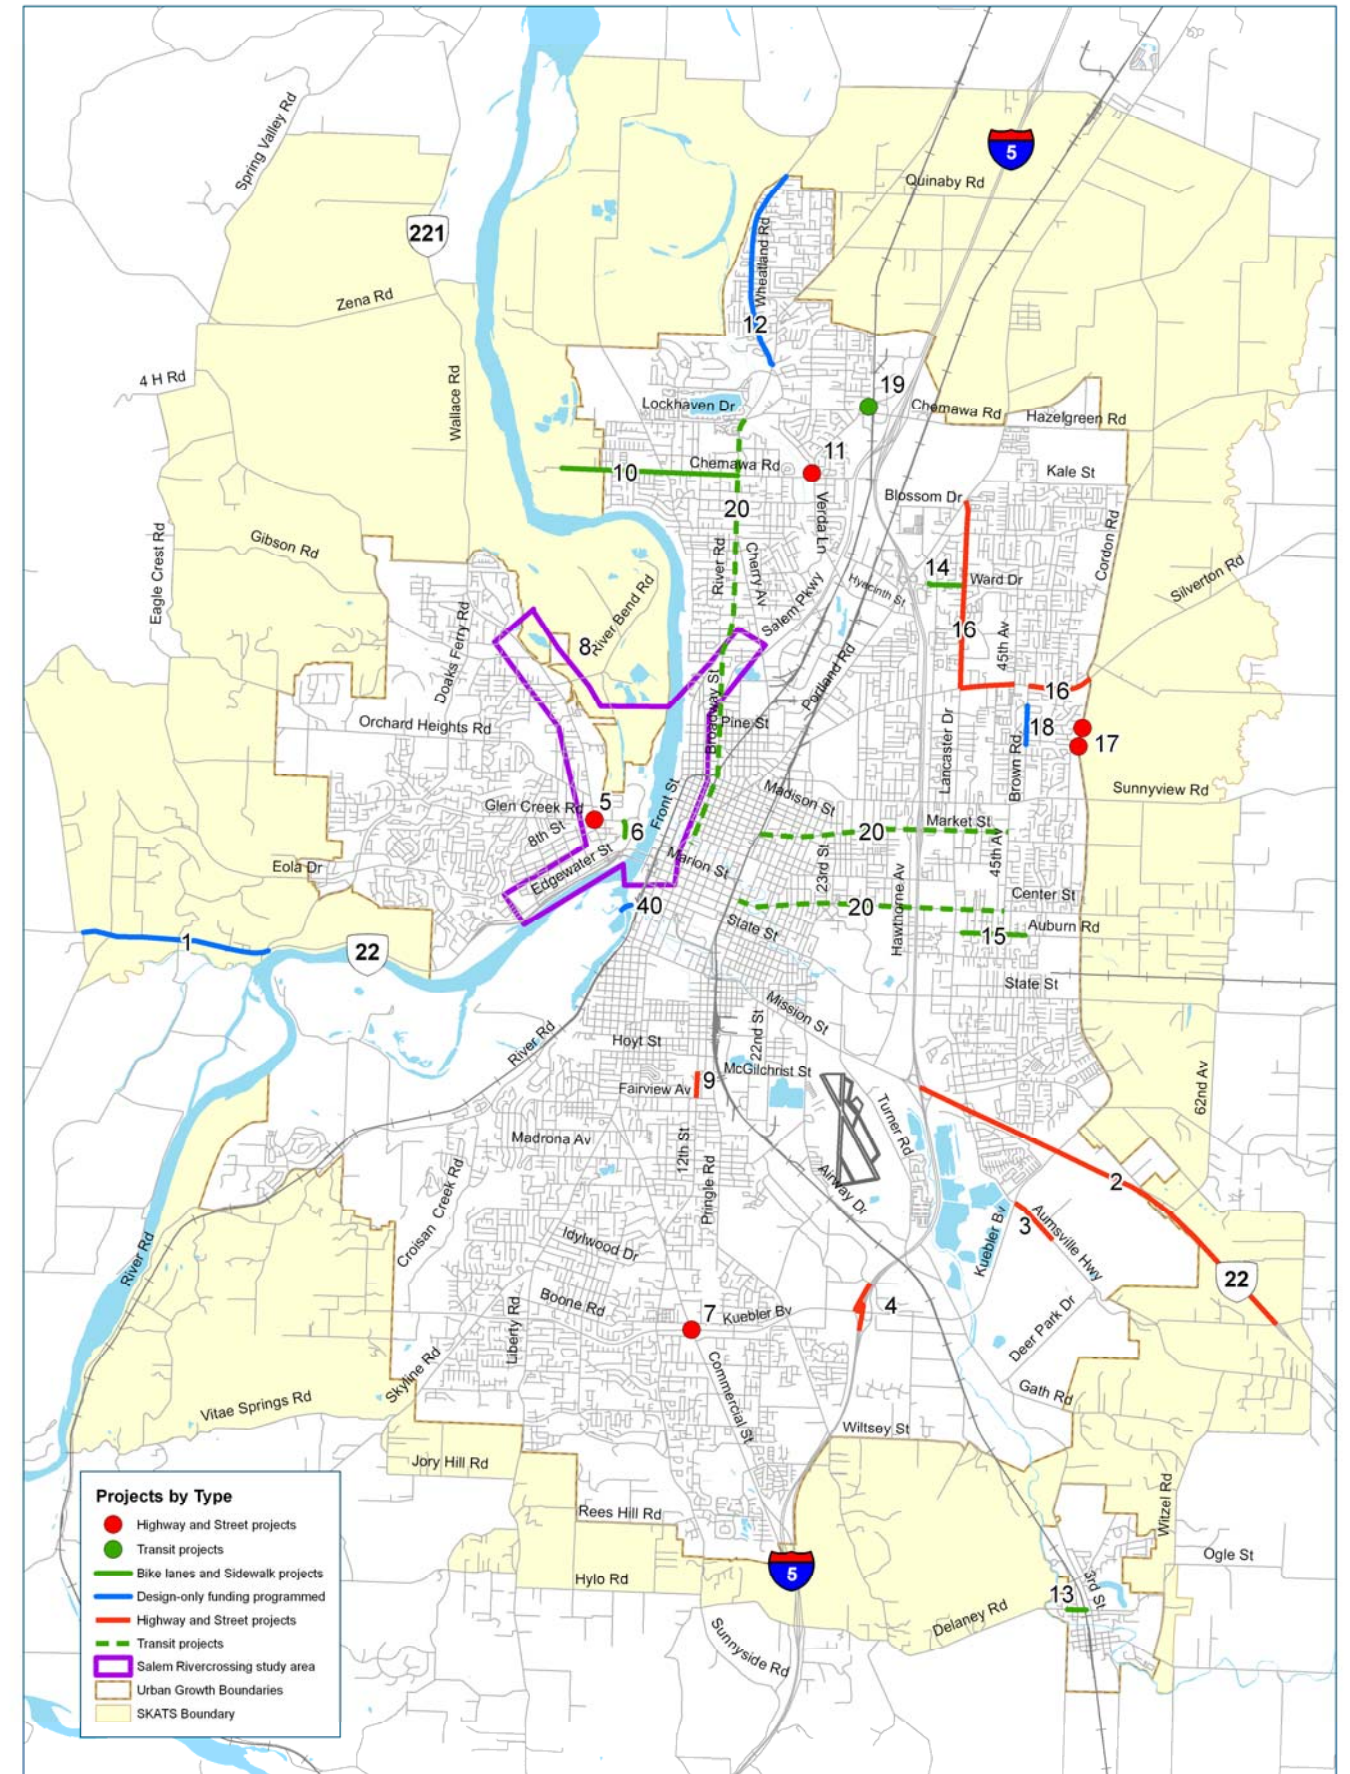 Spring Valley Rd
5
Quinaby Rd
221
Wheatland Rd
Zena Rd
12
4 H Rd
Wallace Rd
19
Lockhaven Dr
Chemawa Rd
Hazelgreen Rd
11
10
Chemawa Rd
Kale St
Blossom Dr
20
Verda Ln
Cordon Rd
Eagle Crest Rd
Gibson Rd
River Rd
Cherry Av
14
Ward Dr
Hyacinth St
Silverton Rd
River Bend Rd
Salem Pkwy
8
16
45th Av
Doaks Ferry Rd
Portland Rd
16
Orchard Heights Rd
Broadway St
Pine St
Lancaster Dr
18
17
Brown Rd
Sunnyview Rd
Glen Creek Rd
5
Front St
Madison St
8th St
6
20
Market St
Edgewater St
Marion St
23rd St
45th Av
Eola Dr
Hawthorne Av
Center St
40
20
State St
Auburn Rd
15
1
22
State St
Mission St
River Rd
Hoyt St
22nd St
McGilchrist St
9
Fairview Av
62nd Av
Turner Rd
Madrona Av
12th St
Pringle Rd
Airway Dr
2
Croisan Creek Rd
3
Aumsville Hwy
Kuebler Bv
River Rd
Idylwood Dr
22
Boone Rd
7
Kuebler Bv
4
Liberty Rd
Deer Park Dr
Skyline Rd
Commercial St
Gath Rd
Vitae Springs Rd
Wiltsey St
Jory Hill Rd
Rees Hill Rd
Witzel Rd
Ogle St
5
Hylo Rd
13
3rd St
Delaney Rd
Sunnyside Rd
Projects by Type
Highway and Street projects
Transit projects
Bike lanes and Sidewalk projects
Design-only funding programmed
Highway and Street projects
Transit projects
Salem Rivercrossing study area
Urban Growth Boundaries
SKATS Boundary